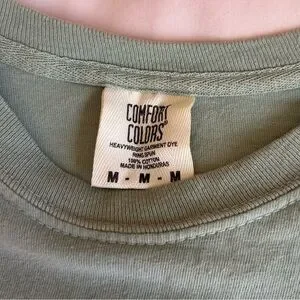 COMFORT
COLORS
HEAVYWEIGHT GARMENT DYE
RING SPUN
100% COTTON
MADE IN HONDURAS
M - M - M